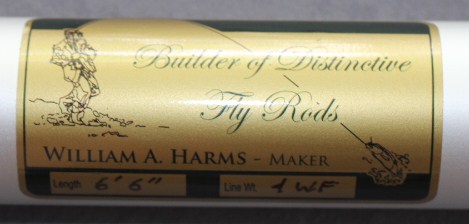 Builder of Distinctive
Fly Rods
WILLIAM A. HARMS - MAKER
Length 6' 6" Line Wt. 4 WF